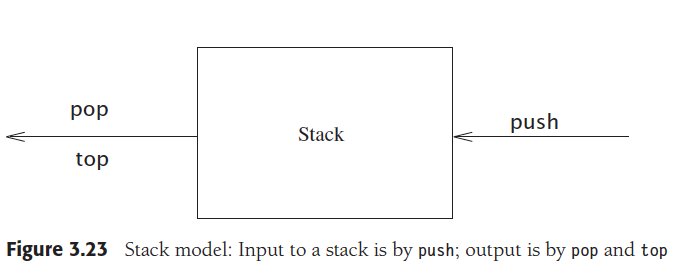 pop
top
Stack
push
Figure 3.23 Stack model: Input to a stack is by push; output is by pop and top